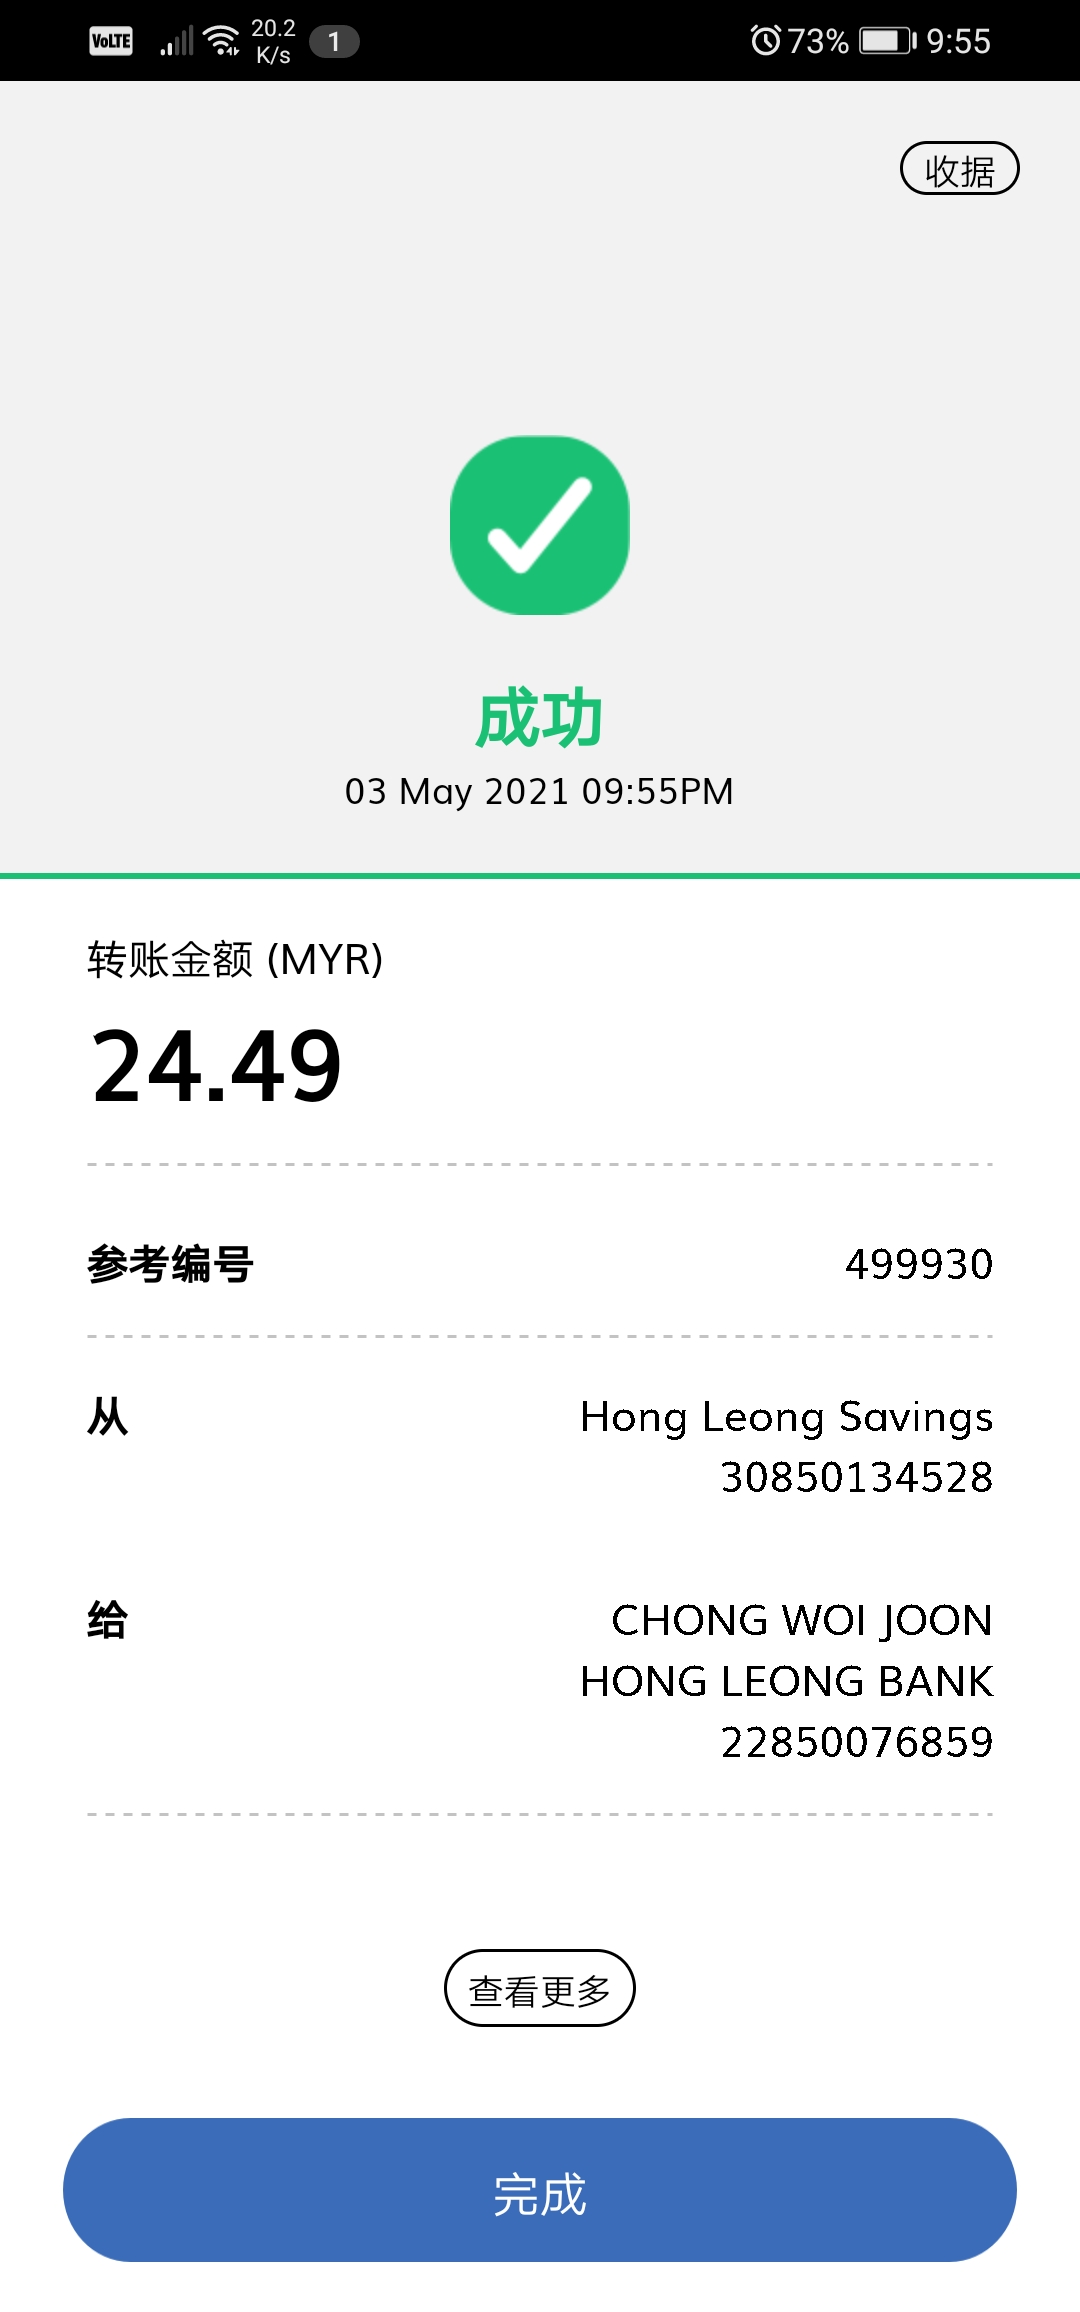 VoLTE 20.2 K/s 1 73% 9:55
收据
成功
03 May 2021 09:55PM
转账金额 (MYR)
24.49
参考编号 499930
从 Hong Leong Savings
30850134528
给 CHONG WOI JOON
HONG LEONG BANK
22850076859
查看更多
完成